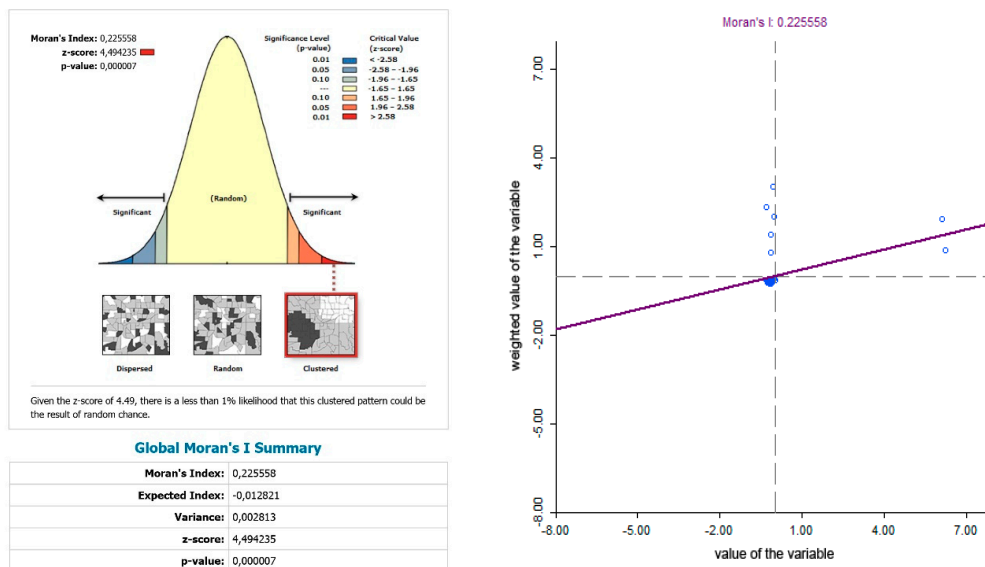 Moran's Index: 0,225558
z-score: 4,494235
p-value: 0,000007
Significance Level
(p-value)
Critical Value
(z-score)
0.01 < -2.58
0.05 -2.58 – -1.96
0.10 -1.96 – -1.65
--- -1.65 – 1.65
0.10 1.65 – 1.96
0.05 1.96 – 2.58
0.01 > 2.58
(Random)
Significant
Significant
Dispersed
Random
Clustered
Given the z-score of 4.49, there is a less than 1% likelihood that this clustered pattern could be
the result of random chance.
Global Moran's I Summary
Moran's Index: 0,225558
Expected Index: -0,012821
Variance: 0,002813
z-score: 4,494235
p-value: 0,000007
Moran's I: 0.225558
weighted value of the variable
7.00
4.00
1.00
-2.00
-5.00
-8.00
-8.00 -5.00 -2.00 1.00 4.00 7.00
value of the variable